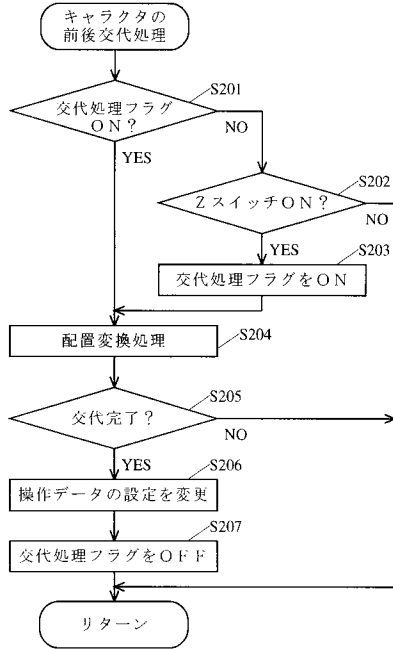 キャラクタの
前後交代処理
S201
交代処理フラグ
ON?
NO
YES
S202
ZスイッチON?
NO
YES
S203
交代処理フラグをON
S204
配置変換処理
S205
交代完了?
NO
YES
S206
操作データの設定を変更
S207
交代処理フラグをOFF
リターン